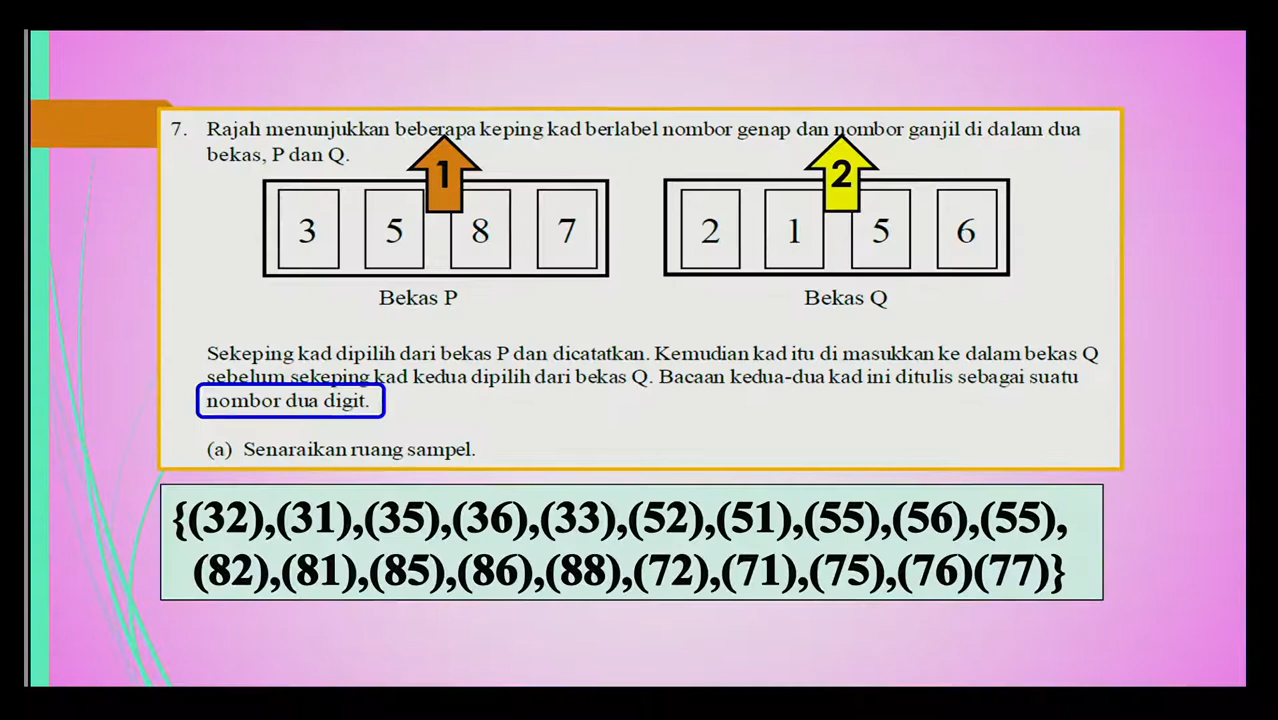 7. Rajah menunjukkan beberapa keping kad berlabel nombor genap dan nombor ganjil di dalam dua
bekas, P dan Q.
1
2
3 5 8 7
2 1 5 6
Bekas P
Bekas Q
Sekeping kad dipilih dari bekas P dan dicatatkan. Kemudian kad itu di masukkan ke dalam bekas Q
sebelum sekeping kad kedua dipilih dari bekas Q. Bacaan kedua-dua kad ini ditulis sebagai suatu
nombor dua digit.
(a) Senaraikan ruang sampel.
{(32),(31),(35),(36),(33),(52),(51),(55),(56),(55),
(82),(81),(85),(86),(88),(72),(71),(75),(76)(77)}